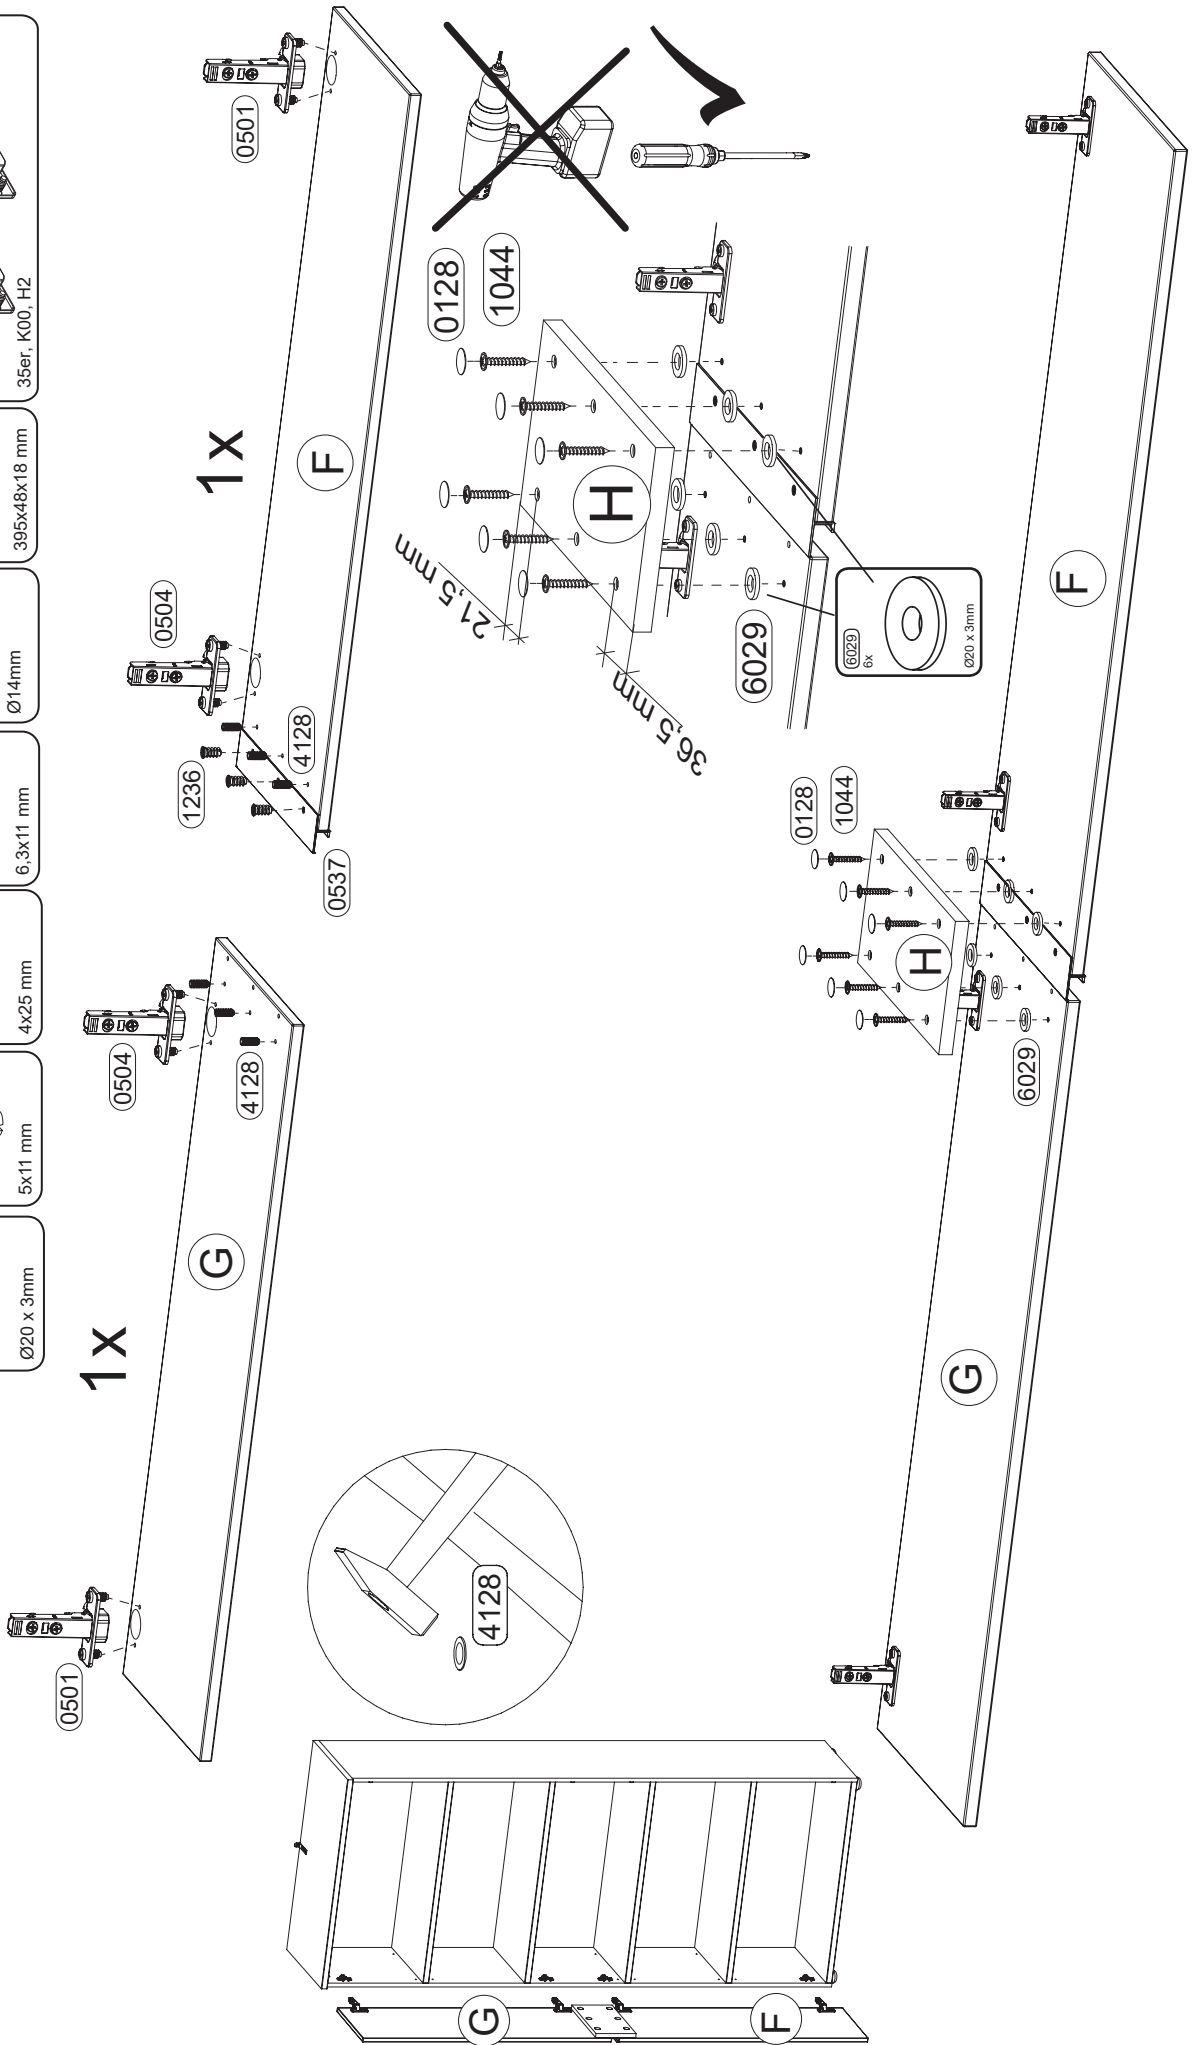 Ø20 x 3mm
5x11 mm
4x25 mm
6,3x11 mm
Ø14mm
395x48x18 mm
35er, K00, H2
1x
0501
0504
4128
G
1x
0504
0501
1236
4128
0537
F
4128
0128
1044
21,5 mm
36,5 mm
H
6029
6029
6x
Ø20 x 3mm
G
F
0128
1044
H
6029
G
F